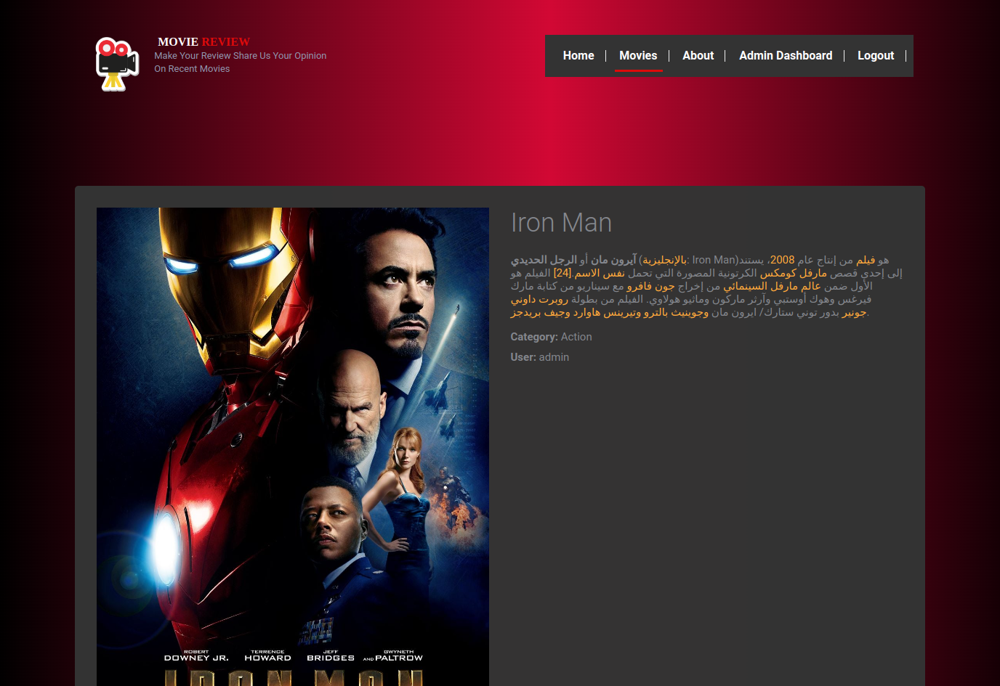 MOVIE REVIEW
Make Your Review Share Us Your Opinion
On Recent Movies
Home
Movies
About
Admin Dashboard
Logout
Iron Man
آيرون مان أو الرجل الحديدي (بالإنجليزية: Iron Man)هو فيلم من إنتاج عام 2008، يستند
إلى إحدى قصص مارفل كومكس الكرتونية المصورة التي تحمل نفس الاسم.[24] الفيلم هو
الأول ضمن عالم مارفل السينمائي من إخراج جون فافرو مع سيناريو من كتابة مارك
فيرغس وهوك أوستبي وآرثر ماركون وماثيو هولاوي. الفيلم من بطولة روبرت داوني
جونير بدور توني ستارك/ ايرون مان وجوينيث بالترو وتيرينس هاوارد وجيف بريدجز.
Category: Action
User: admin
ROBERT DOWNEY JR.
TERRENCE HOWARD
JEFF BRIDGES
AND GWYNETH PALTROW
IRON MAN